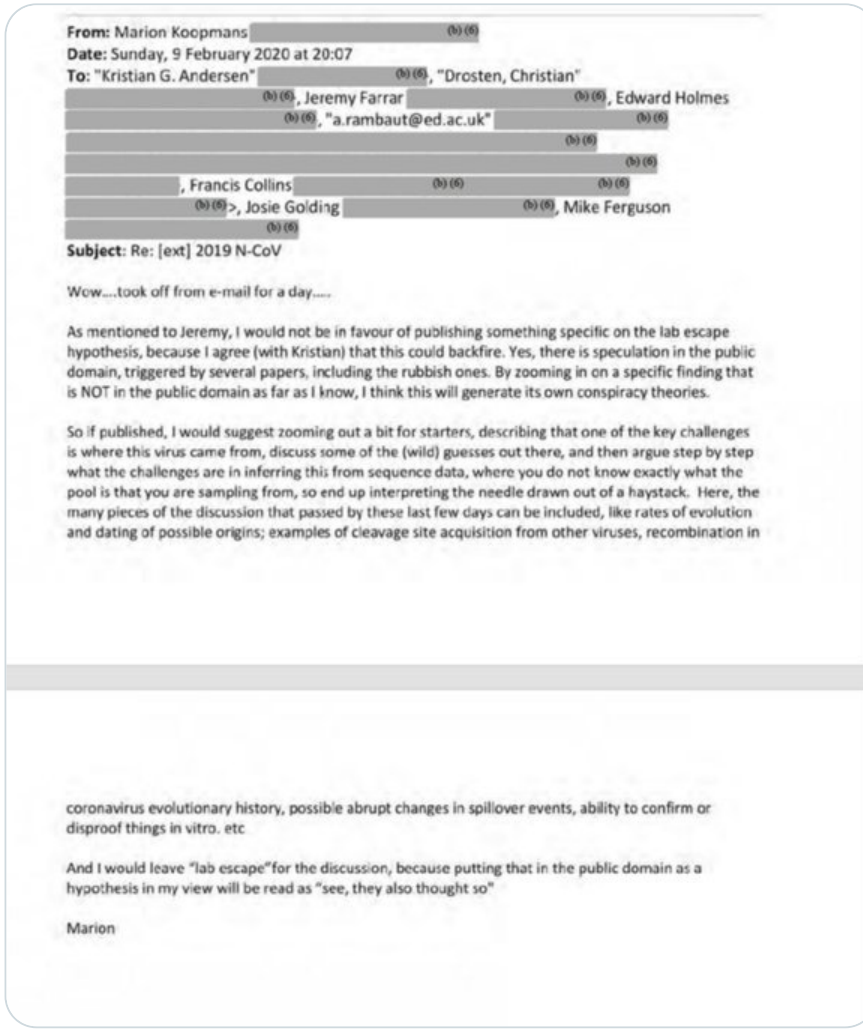 From: Marion Koopmans (b) (6)
Date: Sunday, 9 February 2020 at 20:07
To: "Kristian G. Andersen" (b) (6), "Drosten, Christian"
(b) (6), Jeremy Farrar (b) (6), Edward Holmes
(b) (6), "a.rambaut@ed.ac.uk" (b) (6)
(b) (6)
(b) (6)
, Francis Collins (b) (6) (b) (6)
(b) (6)>, Josie Golding (b) (6), Mike Ferguson
(b) (6)
Subject: Re: [ext] 2019 N-CoV
Wow....took off from e-mail for a day.....
As mentioned to Jeremy, I would not be in favour of publishing something specific on the lab escape
hypothesis, because I agree (with Kristian) that this could backfire. Yes, there is speculation in the public
domain, triggered by several papers, including the rubbish ones. By zooming in on a specific finding that
is NOT in the public domain as far as I know, I think this will generate its own conspiracy theories.
So if published, I would suggest zooming out a bit for starters, describing that one of the key challenges
is where this virus came from, discuss some of the (wild) guesses out there, and then argue step by step
what the challenges are in inferring this from sequence data, where you do not know exactly what the
pool is that you are sampling from, so end up interpreting the needle drawn out of a haystack. Here, the
many pieces of the discussion that passed by these last few days can be included, like rates of evolution
and dating of possible origins; examples of cleavage site acquisition from other viruses, recombination in
coronavirus evolutionary history, possible abrupt changes in spillover events, ability to confirm or
disproof things in vitro. etc
And I would leave "lab escape"for the discussion, because putting that in the public domain as a
hypothesis in my view will be read as "see, they also thought so"
Marion